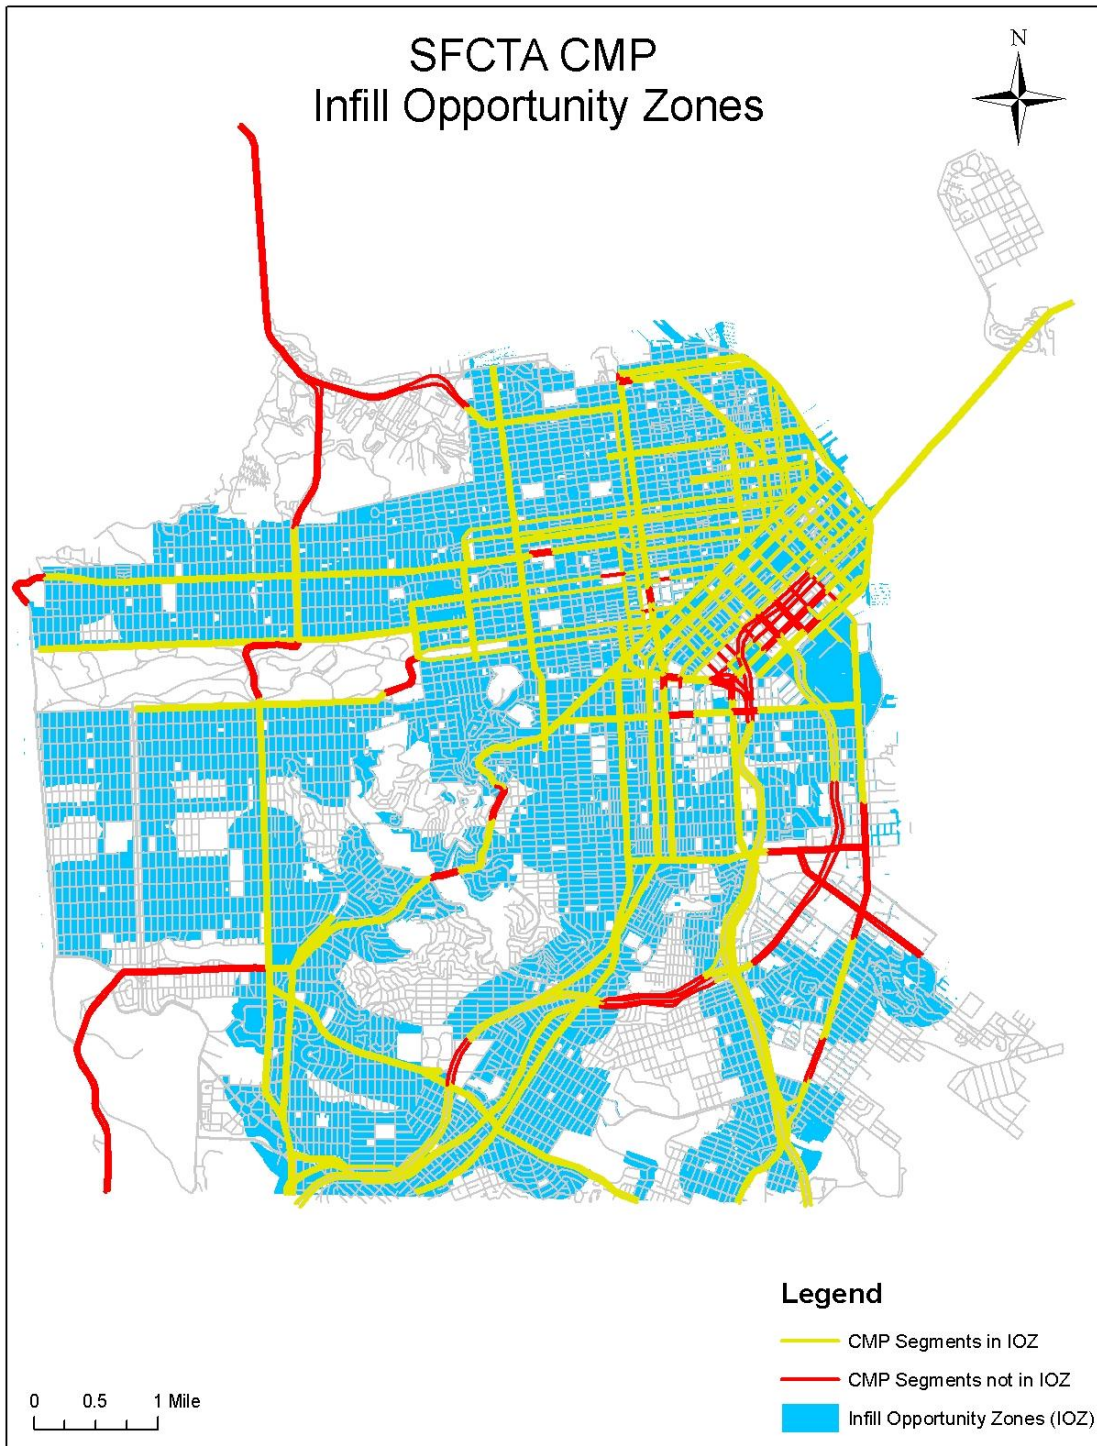 SFCTA CMP
Infill Opportunity Zones
N
Legend
CMP Segments in IOZ
CMP Segments not in IOZ
Infill Opportunity Zones (IOZ)
0 0.5 1 Mile